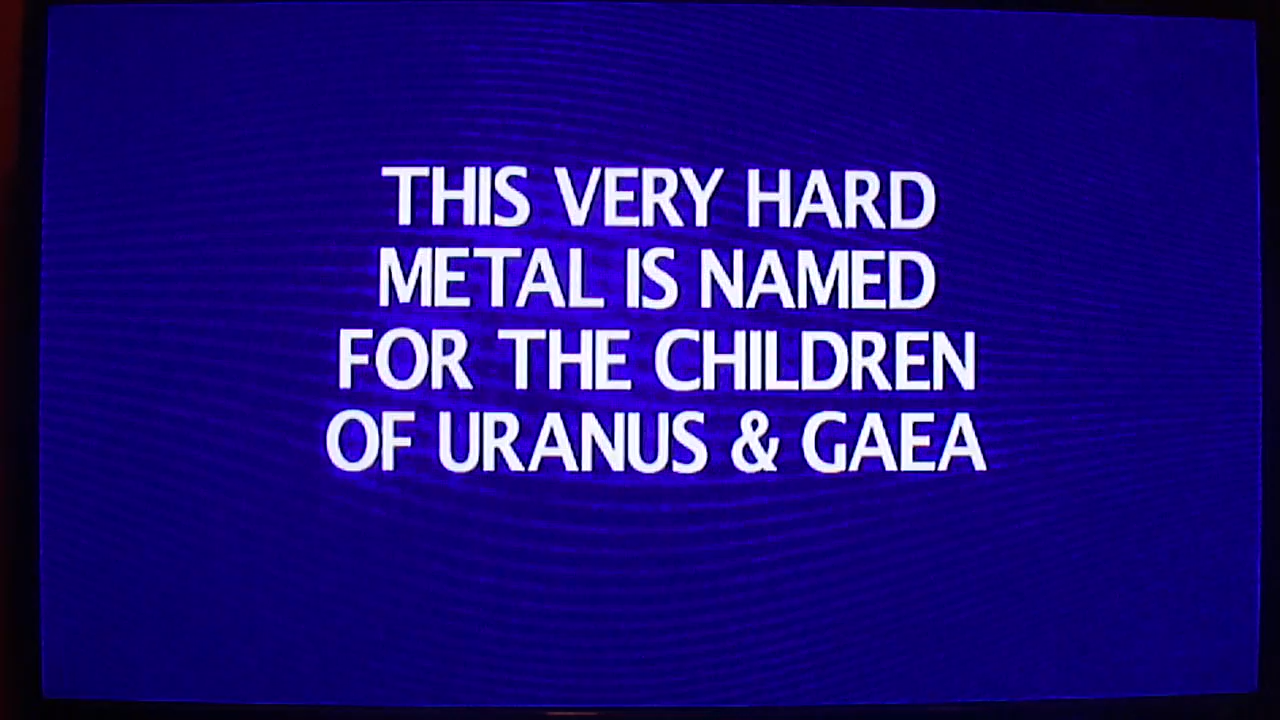 THIS VERY HARD
METAL IS NAMED
FOR THE CHILDREN
OF URANUS & GAEA